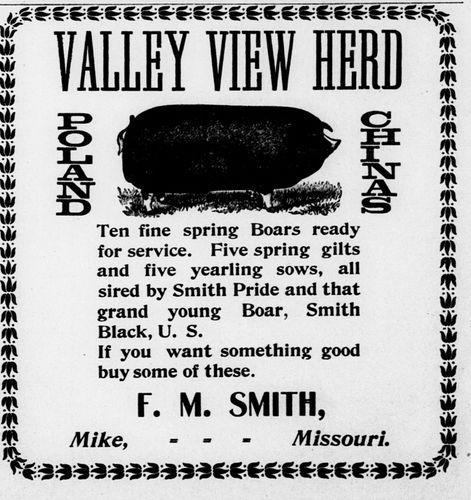 VALLEY VIEW HERD
POLAND
CHINAS
Ten fine spring Boars ready
for service. Five spring gilts
and five yearling sows, all
sired by Smith Pride and that
grand young Boar, Smith
Black, U. S.
If you want something good
buy some of these.
F. M. SMITH,
Mike, - - - Missouri.